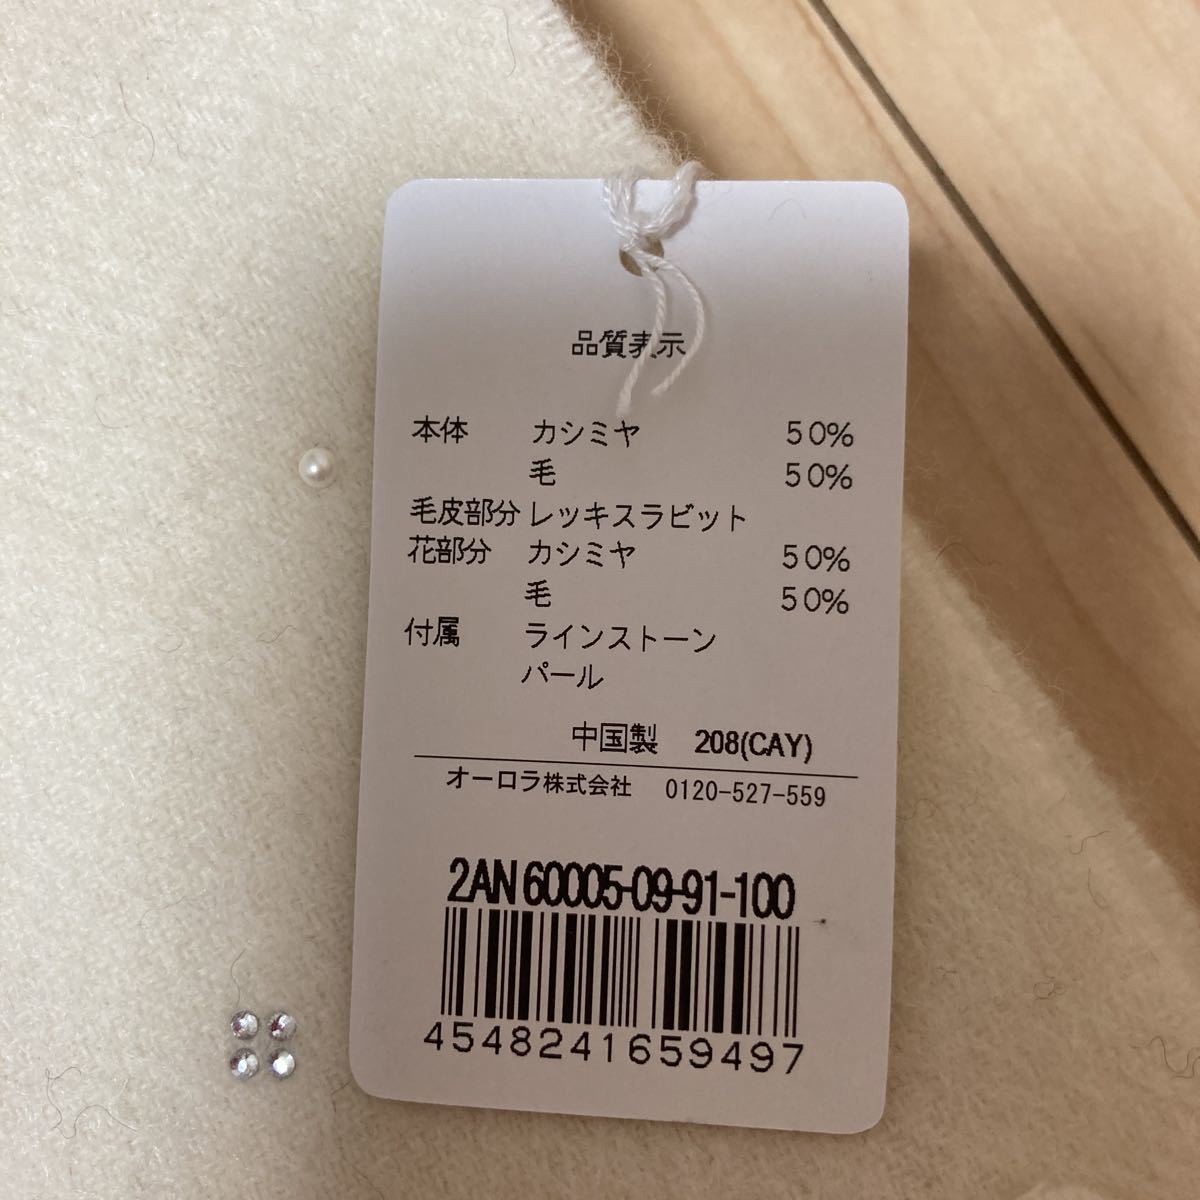 品質表示
本体 カシミヤ 50%
毛 50%
毛皮部分 レッキスラビット
花部分 カシミヤ 50%
毛 50%
付属 ラインストーン
パール
中国製 208(CAY)
オーロラ株式会社 0120-527-559
2AN 60005-09-91-100
4548241659497